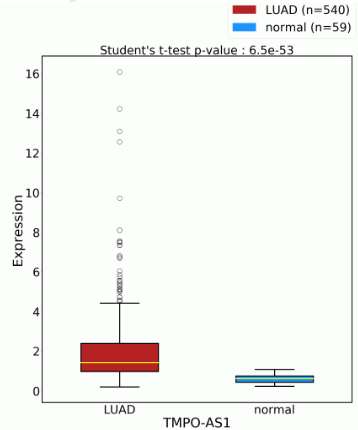 LUAD (n=540)
normal (n=59)
Student's t-test p-value : 6.5e-53
Expression
16
14
12
10
8
6
4
2
0
LUAD normal
TMPO-AS1